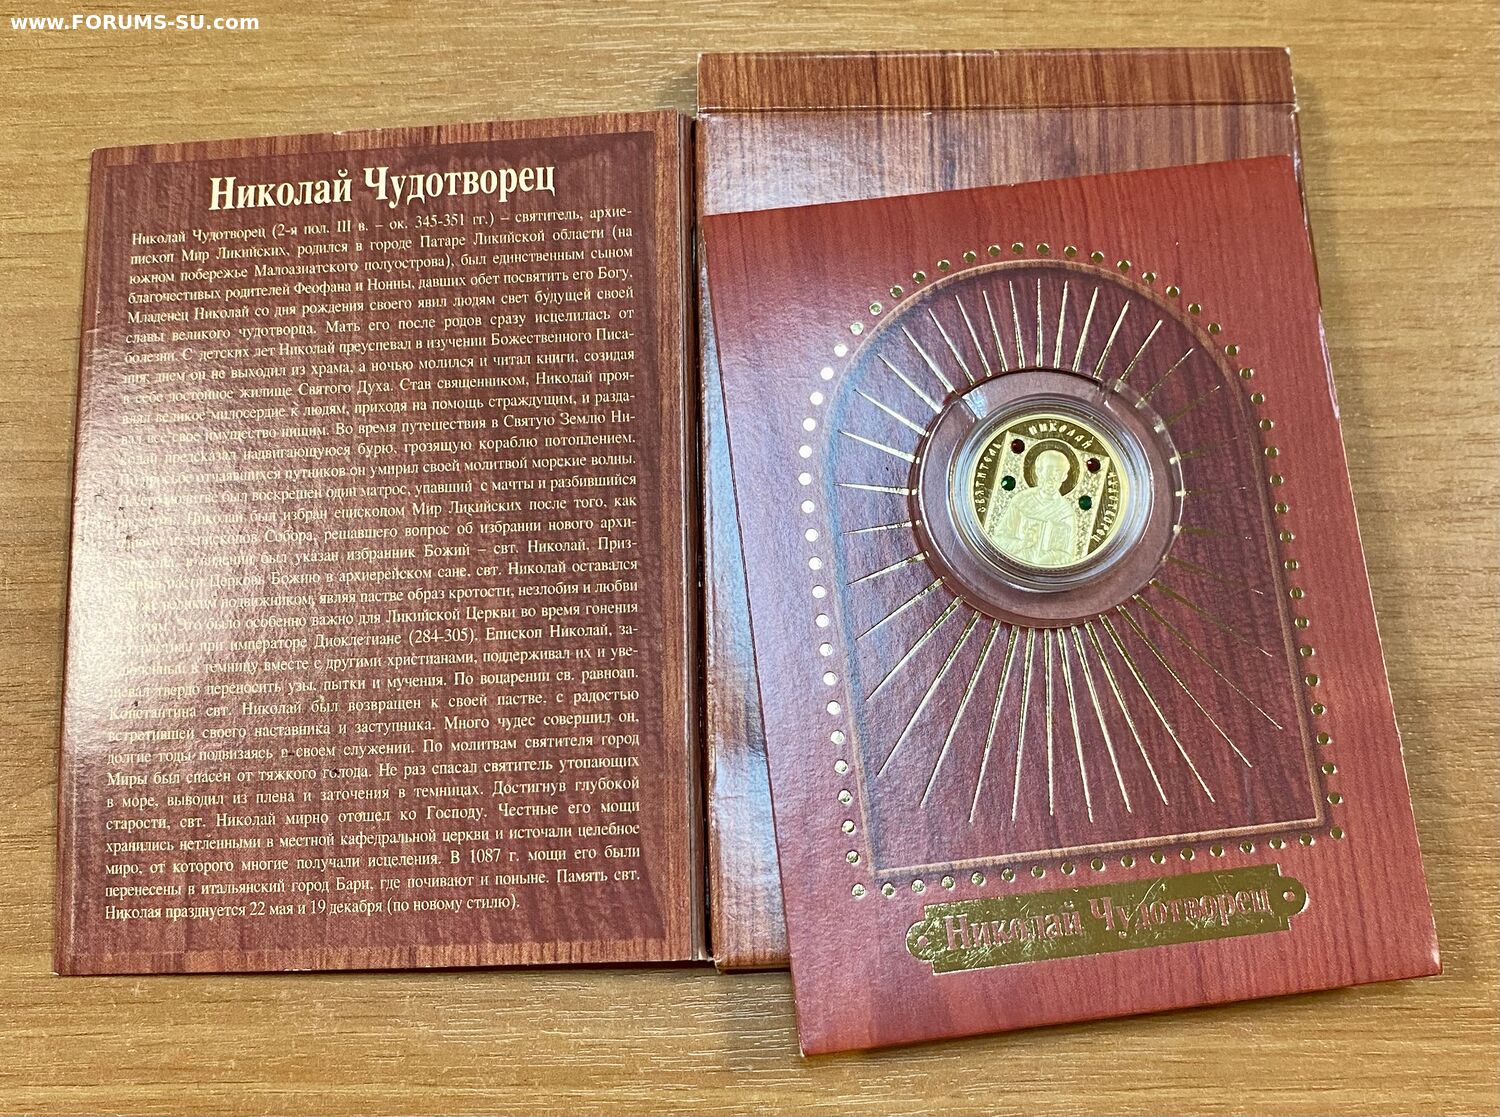 www.FORUMS-SU.com
Николай Чудотворец
Николай Чудотворец (2-я пол. III в. – ок. 345-351 гг.) – святитель, архие-
пископ Мир Ликийских, родился в городе Патаре Ликийской области (на
южном побережье Малоазиатского полуострова), был единственным сыном
благочестивых родителей Феофана и Нонны, давших обет посвятить его Богу.
Младенец Николай со дня рождения своего явил людям свет будущей своей
славы великого чудотворца. Мать его после родов сразу исцелилась от
болезни. С детских лет Николай преуспевал в изучении Божественного Писа-
ния; днем он не выходил из храма, а ночью молился и читал книги, созидая
в себе достойное жилище Святого Духа. Став священником, Николай проя-
влял великое милосердие к людям, приходя на помощь страждущим, и разда-
вал все свое имущество нищим. Во время путешествия в Святую Землю Ни-
колай предсказал надвигающуюся бурю, грозящую кораблю потоплением.
По просьбе отчаявшихся путников он умирил своей молитвой морские волны.
По его молитве был воскрешен один матрос, упавший с мачты и разбившийся
Николай был избран епископом Мир Ликийских после того, как
епископов Собора, решавшего вопрос об избрании нового архи-
в видении был указан избранник Божий – свт. Николай. Приз-
пасти Церковь Божию в архиерейском сане, свт. Николай оставался
великим подвижником, являя пастве образ кротости, незлобия и любви
Это было особенно важно для Ликийской Церкви во время гонения
при императоре Диоклетиане (284–305). Епископ Николай, за-
в темницу вместе с другими христианами, поддерживал их и уве-
щевал твердо переносить узы, пытки и мучения. По воцарении св. равноап.
Константина свт. Николай был возвращен к своей пастве, с радостью
встретившей своего наставника и заступника. Много чудес совершил он,
долгие годы подвизаясь в своем служении. По молитвам святителя город
Миры был спасен от тяжкого голода. Не раз спасал святитель утопающих
в море, выводил из плена и заточения в темницах. Достигнув глубокой
старости, свт. Николай мирно отошел ко Господу. Честные его мощи
хранились нетленными в местной кафедральной церкви и источали целебное
миро, от которого многие получали исцеления. В 1087 г. мощи его были
перенесены в итальянский город Бари, где почивают и поныне. Память свт.
Николая празднуется 22 мая и 19 декабря (по новому стилю).
СВЯТИТЕЛЬ НИКОЛАЙ ЧУДОТВОРЕЦ
Николай Чудотворец